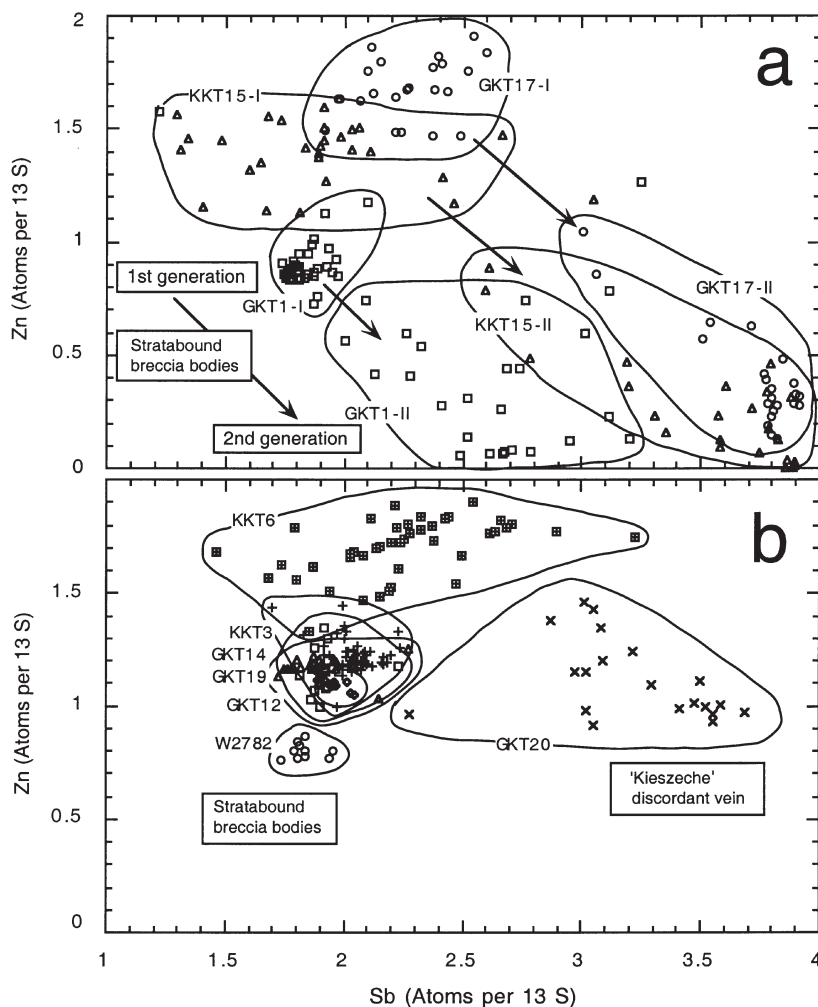 2
a
GKT17-I
KKT15-I
1.5
Zn (Atoms per 13 S)
1
1st generation
GKT17-II
GKT1-I
KKT15-II
Stratabound
breccia bodies
0.5
GKT1-II
2nd generation
0
b
KKT6
1.5
KKT3
GKT14
GKT19
GKT12
Zn (Atoms per 13 S)
1
W2782
GKT20
'Kieszeche'
discordant vein
Stratabound
breccia bodies
0.5
0
1 1.5 2 2.5 3 3.5 4
Sb (Atoms per 13 S)